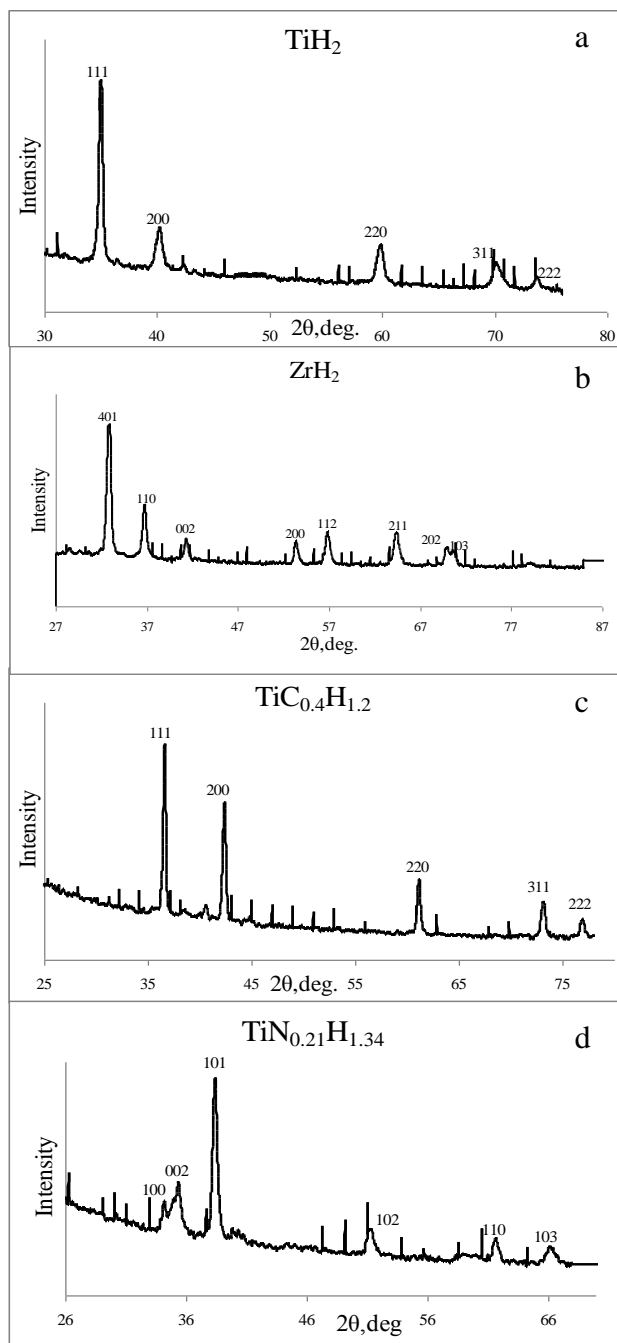 TiH₂
a
111
200
220
311
222
Intensity
30 40 50 60 70 80
2θ,deg.
ZrH₂
b
401
110
002
200
112
211
202
103
Intensity
27 37 47 57 67 77 87
2θ,deg.
TiC₀.₄H₁.₂
c
111
200
220
311
222
Intensity
25 35 45 55 65 75
2θ,deg.
TiN₀.₂₁H₁.₃₄
d
101
002
100
102
110
103
Intensity
26 36 46 56 66
2θ,deg